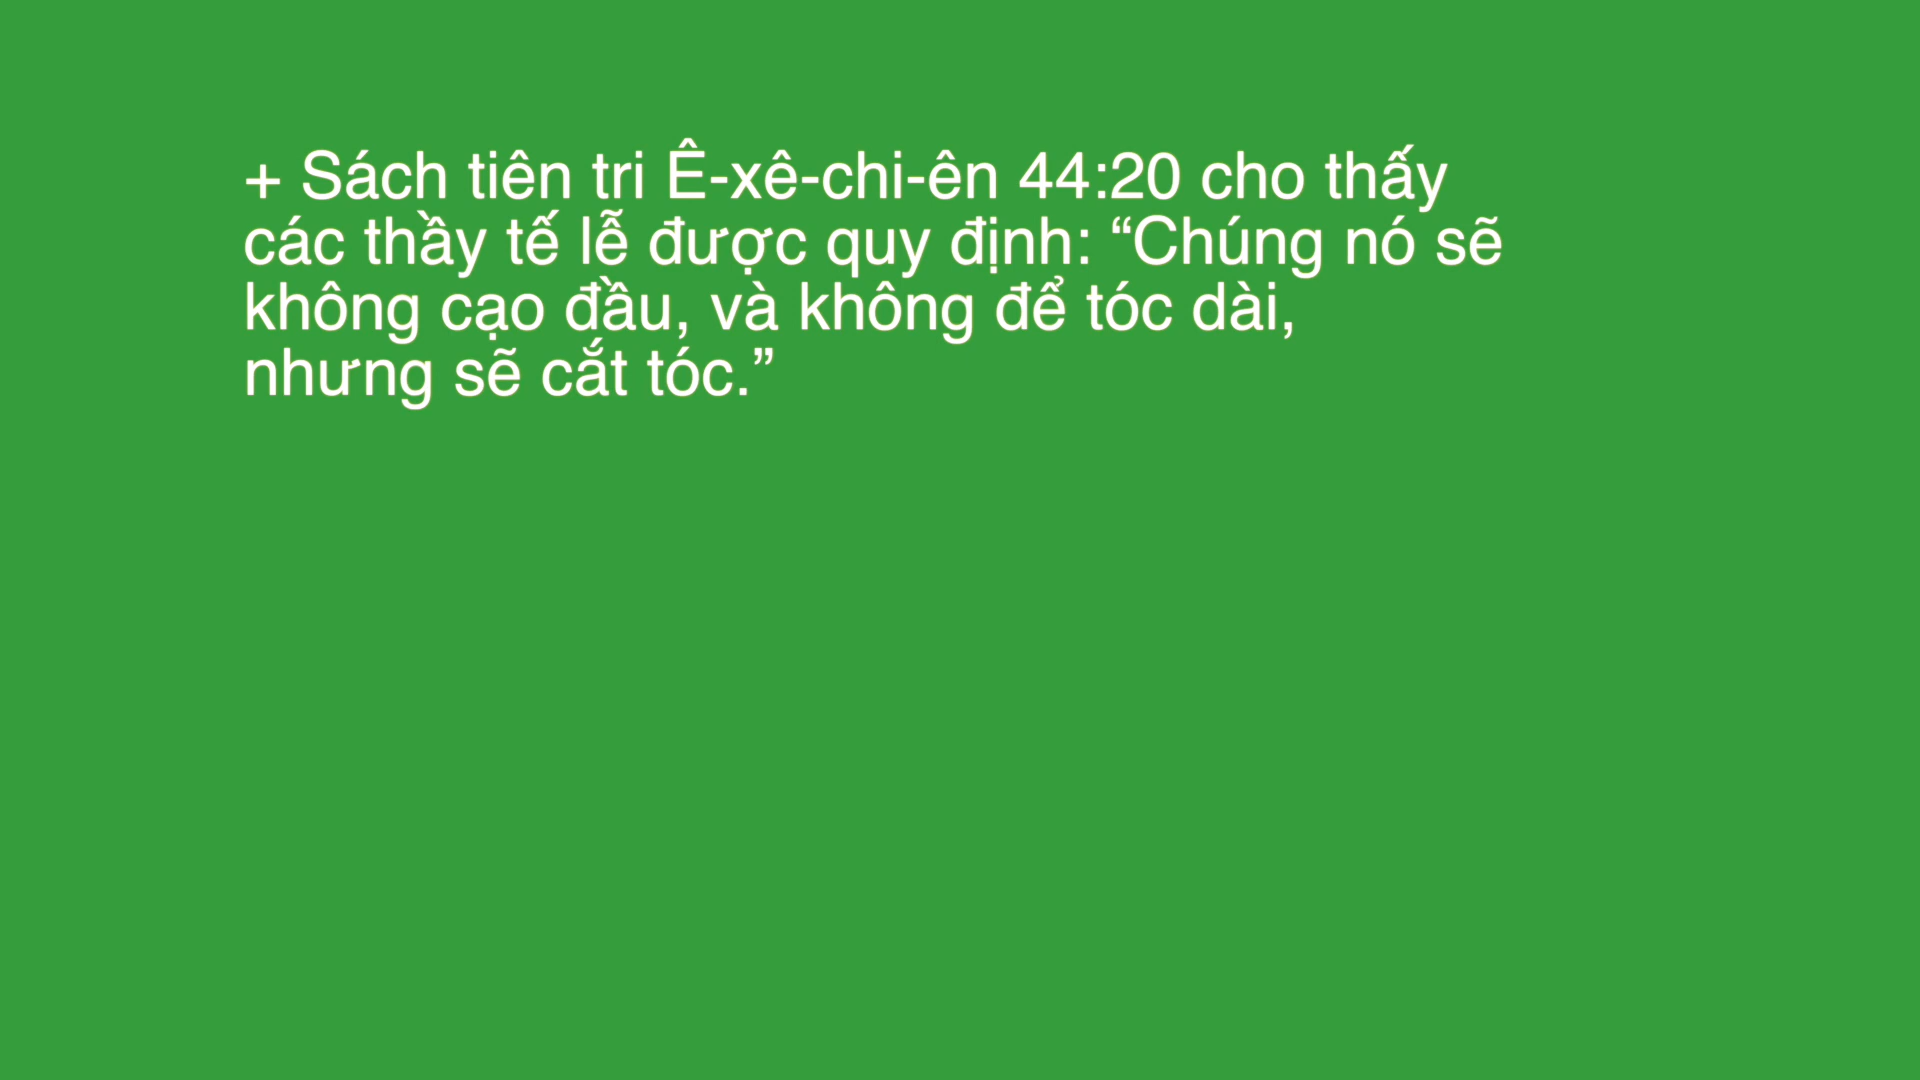 + Sách tiên tri Ê-xê-chi-ên 44:20 cho thấy
các thầy tế lễ được quy định: “Chúng nó sẽ
không cạo đầu, và không để tóc dài,
nhưng sẽ cắt tóc.”